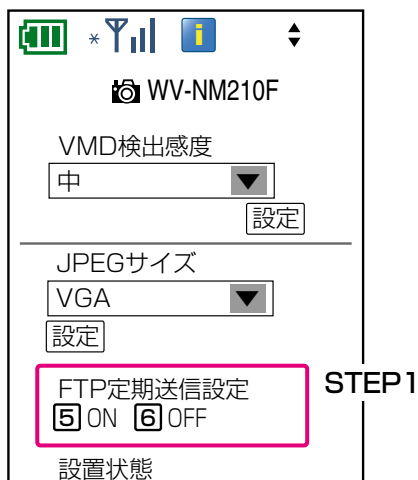 WV-NM210F
VMD検出感度
中
設定
JPEGサイズ
VGA
設定
FTP定期送信設定
5 ON 6 OFF
STEP1
設置状態